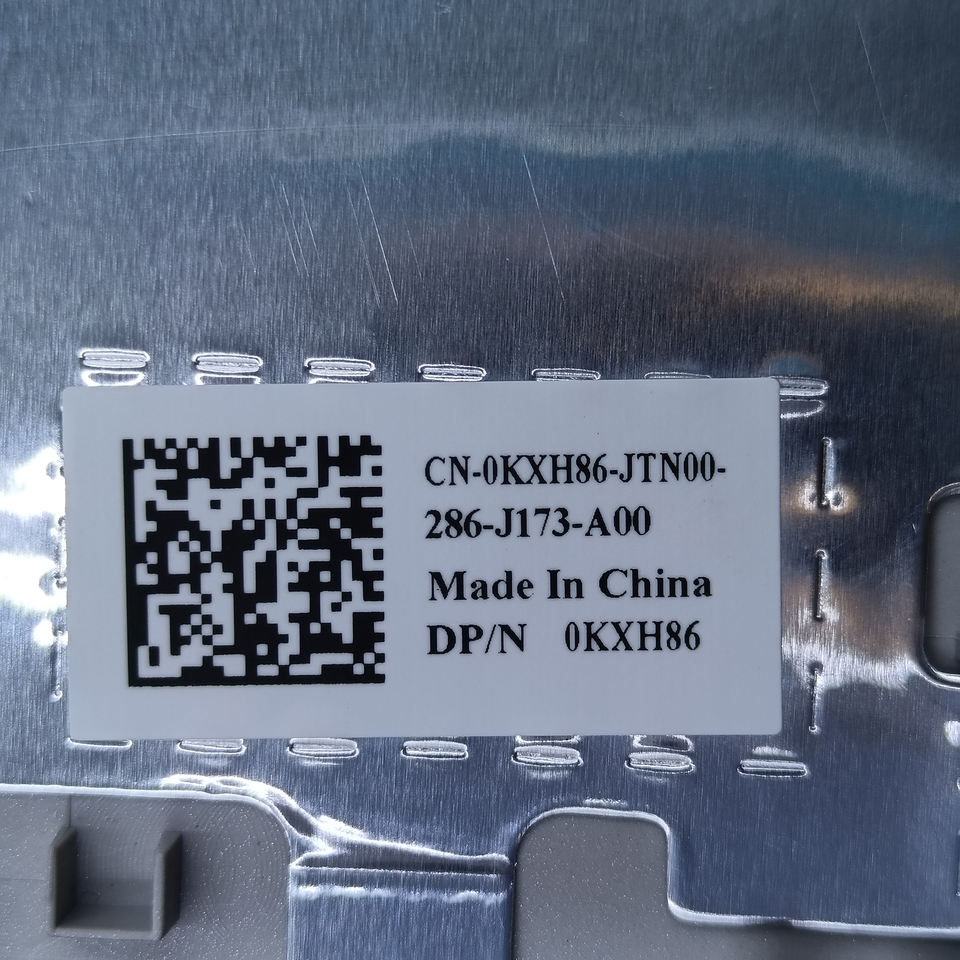 CN-0KXH86-JTN00-
286-J173-A00
Made In China
DP/N 0KXH86